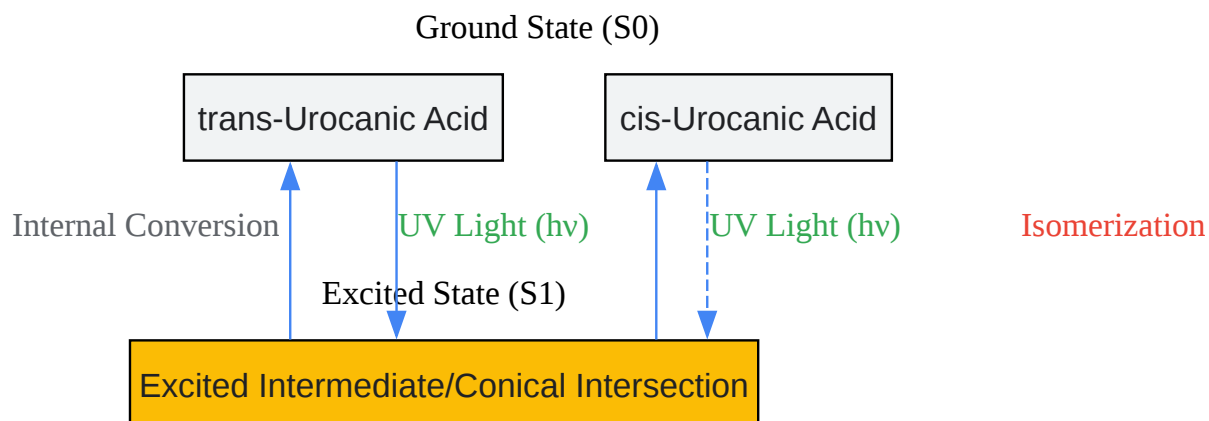 Ground State (S0)
trans-Urocanic Acid
cis-Urocanic Acid
Internal Conversion
UV Light (hν)
UV Light (hν)
Isomerization
Excited State (S1)
Excited Intermediate/Conical Intersection